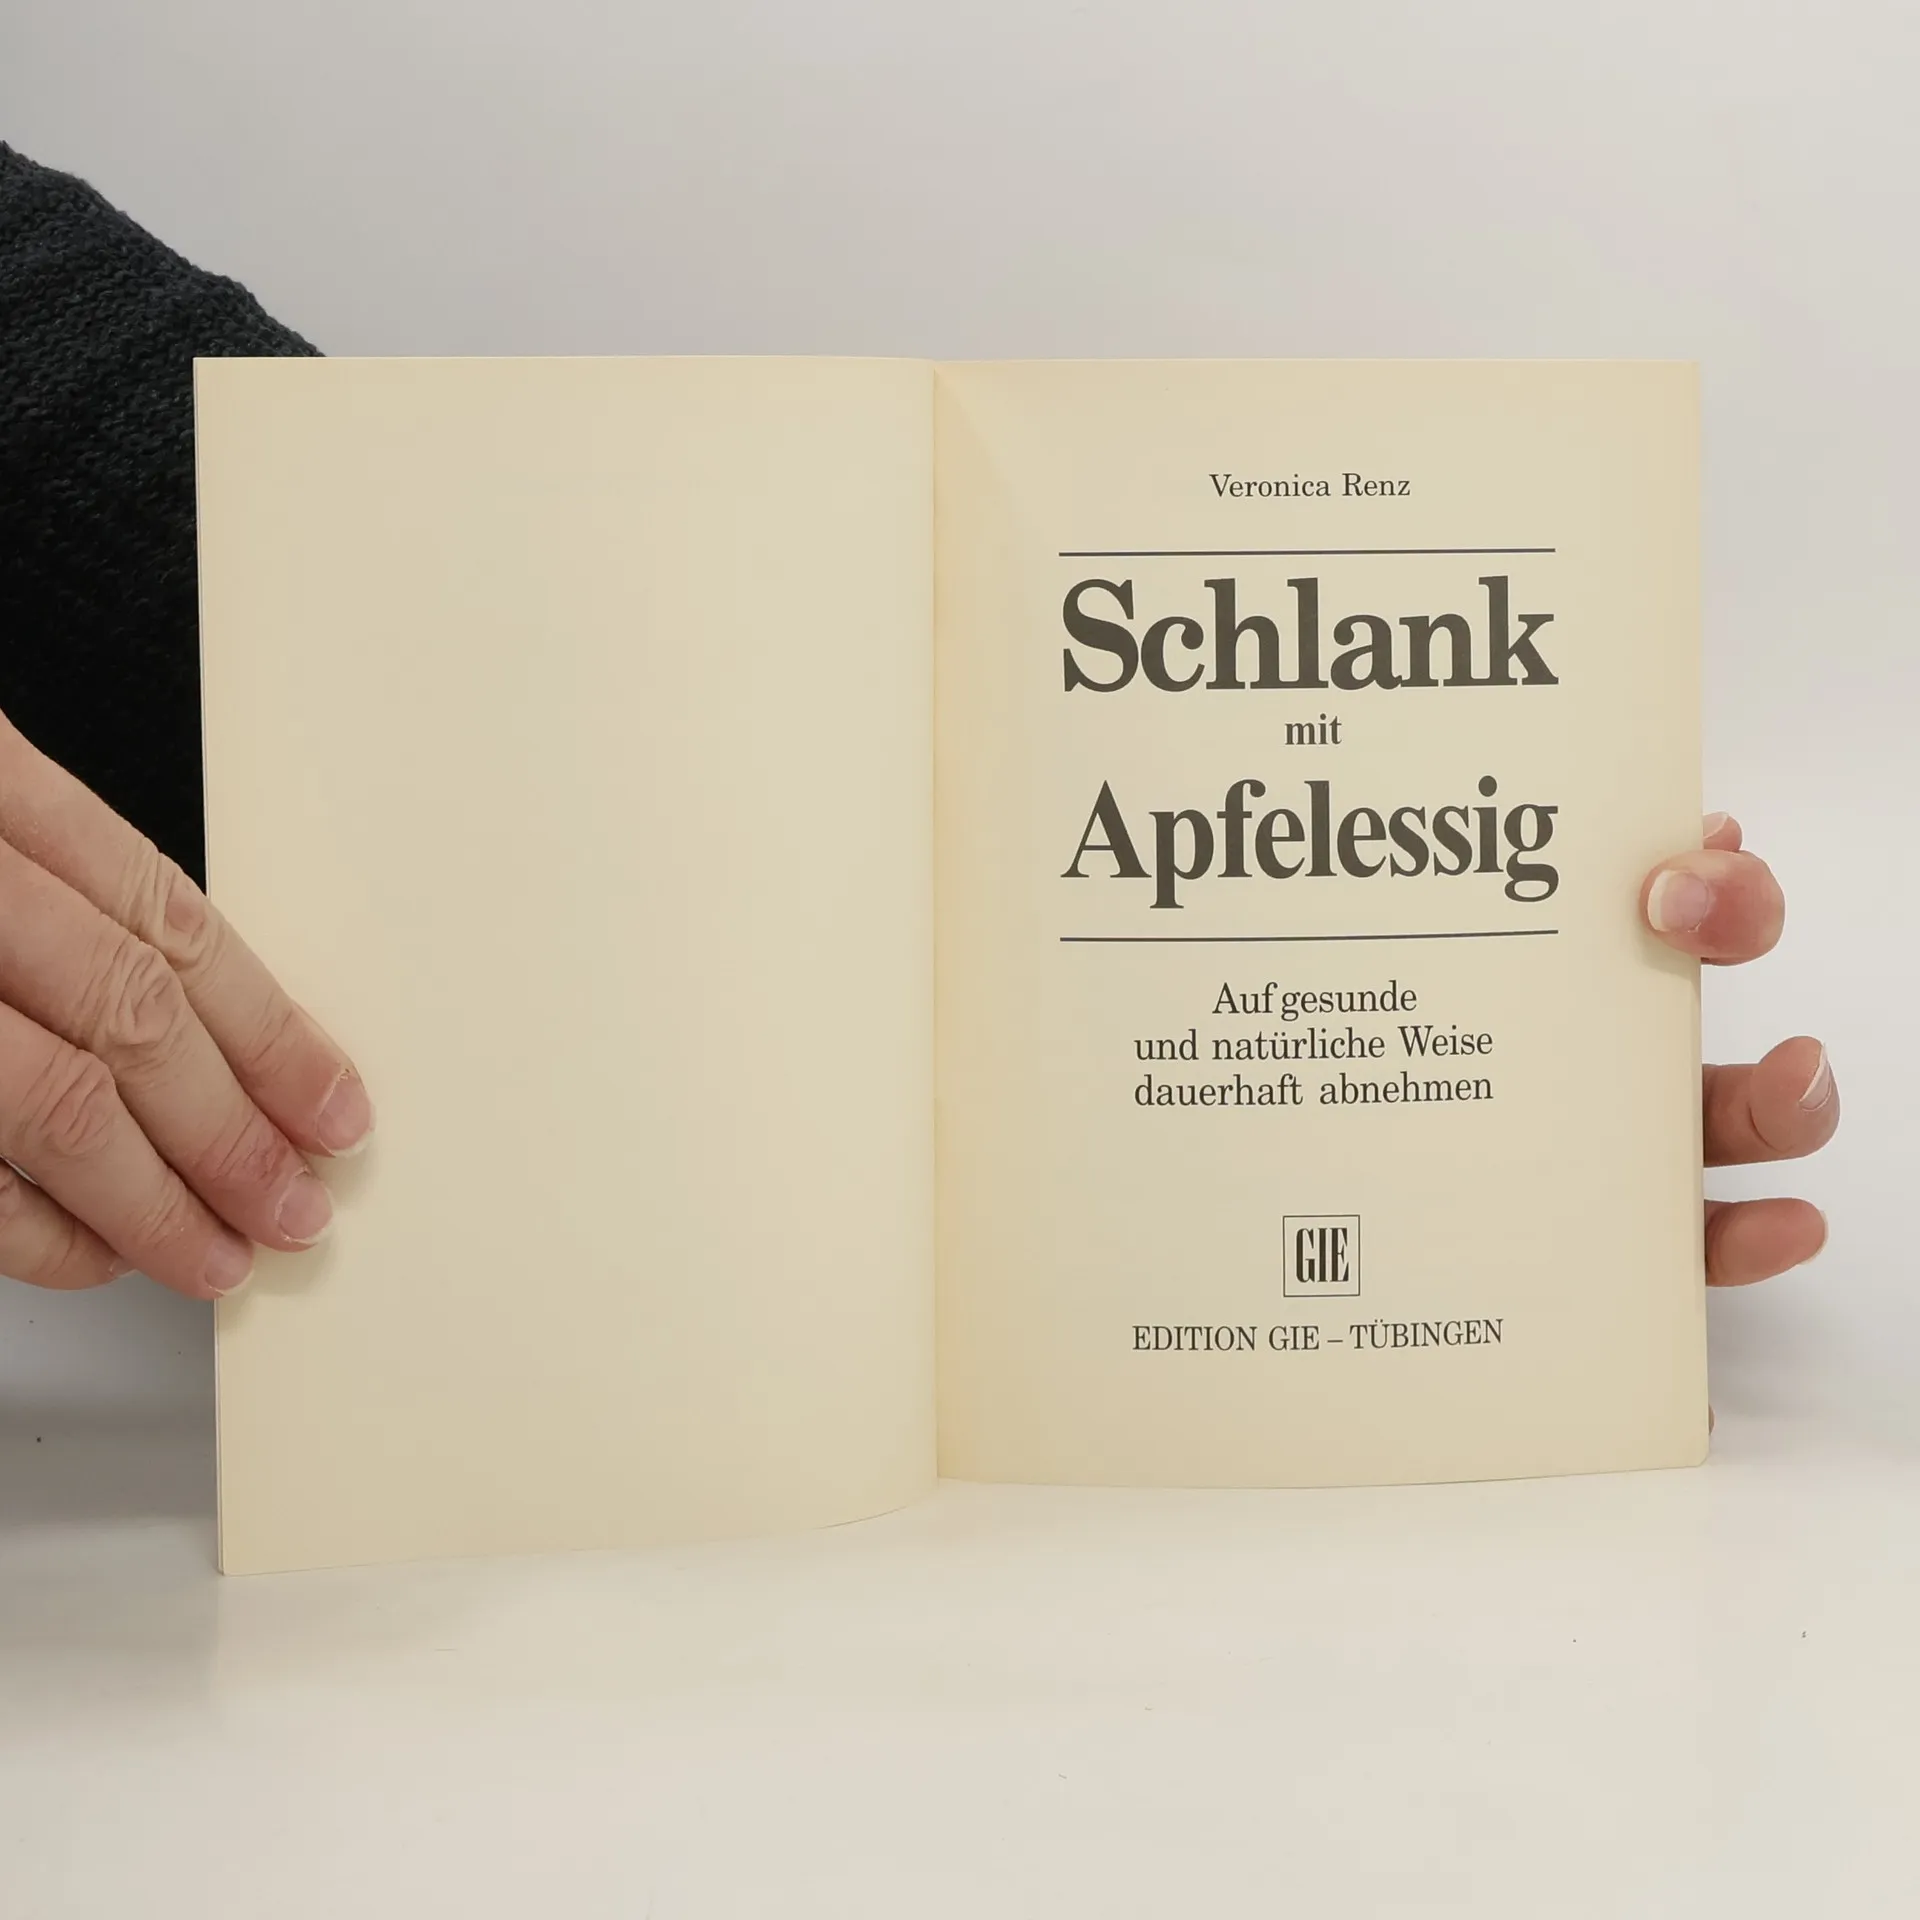 Veronica Renz
Schlank
mit
Apfelessig
Auf gesunde
und natürliche Weise
dauerhaft abnehmen
GIE
EDITION GIE – TÜBINGEN